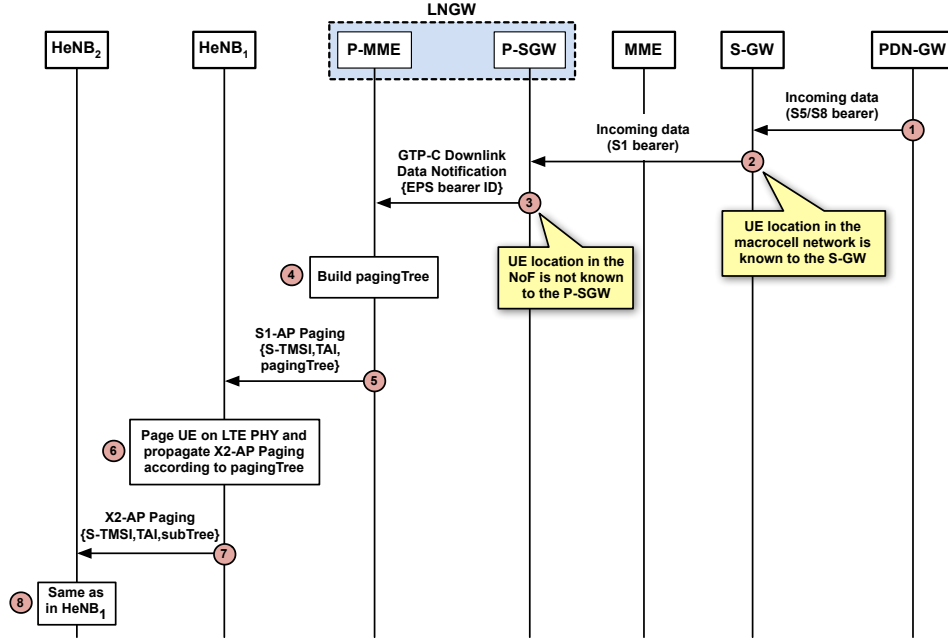 LNGW
HeNB2
HeNB1
P-MME
P-SGW
MME
S-GW
PDN-GW
Incoming data
(S5/S8 bearer)
1
Incoming data
(S1 bearer)
2
GTP-C Downlink
Data Notification
{EPS bearer ID}
3
UE location in the
macrocell network is
known to the S-GW
UE location in the
NoF is not known
to the P-SGW
4
Build pagingTree
S1-AP Paging
{S-TMSI,TAI,
pagingTree}
5
6
Page UE on LTE PHY and
propagate X2-AP Paging
according to pagingTree
X2-AP Paging
{S-TMSI,TAI,subTree}
7
8
Same as
in HeNB1